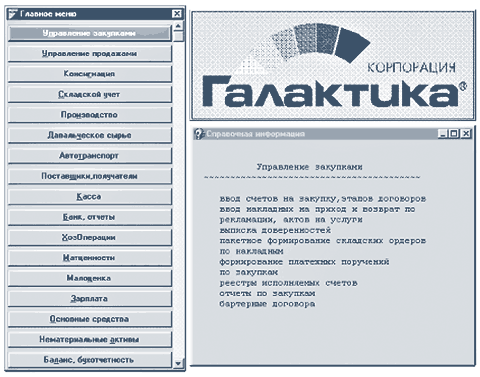 Главное меню
Управление закупками
Управление продажами
Консигнация
Складской учет
Производство
Давальческое сырье
Автотранспорт
Поставщики,получатели
Касса
Банк, отчеты
ХозОперации
Матценности
Малоценка
Зарплата
Основные средства
Нематериальные активы
Баланс, бухотчетность
КОРПОРАЦИЯ
Галактика®
Справочная информация
Управление закупками
~~~~~~~~~~~~~~~~~~~~~~~~~~~~~~~~~~~~~~~~~
ввод счетов на закупку,этапов договоров
ввод накладных на приход и возврат по
рекламации, актов на услуги
выписка доверенностей
пакетное формирование складских ордеров
по накладным
формирование платежных поручений
по закупкам
реестры исполняемых счетов
отчеты по закупкам
бартерные договора